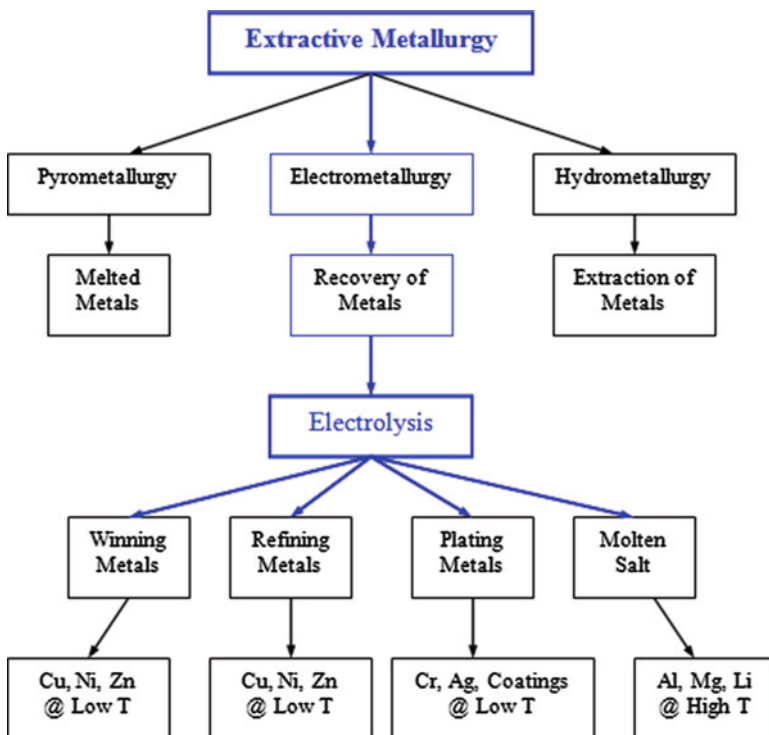 Extractive Metallurgy
Pyrometallurgy
Electrometallurgy
Hydrometallurgy
Melted
Metals
Recovery of
Metals
Extraction of
Metals
Electrolysis
Winning
Metals
Refining
Metals
Plating
Metals
Molten
Salt
Cu, Ni, Zn
@ Low T
Cu, Ni, Zn
@ Low T
Cr, Ag, Coatings
@ Low T
Al, Mg, Li
@ High T